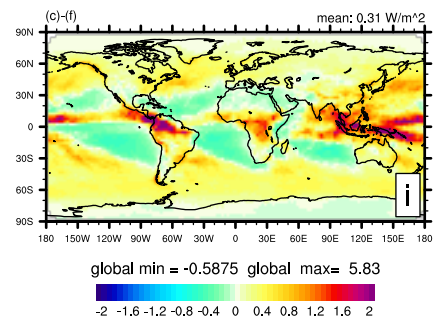 (c)-(f) mean: 0.31 W/m^2
90N
60N
30N
0
30S
60S
90S
i
180 150W 120W 90W 60W 30W 0 30E 60E 90E 120E 150E 180
global min = -0.5875 global max= 5.83
-2 -1.6 -1.2 -0.8 -0.4 0 0.4 0.8 1.2 1.6 2